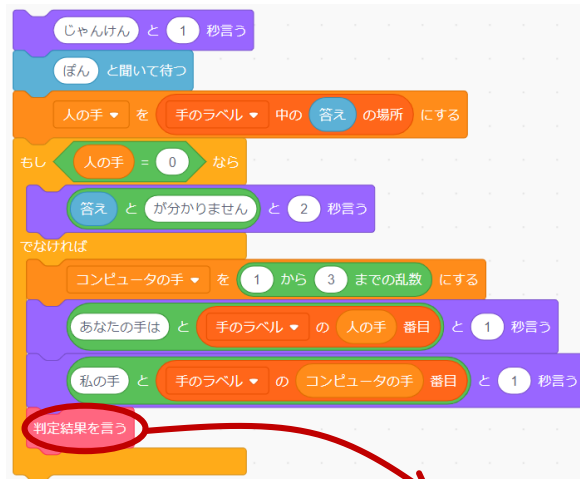 じゃんけん と 1 秒言う
ぽん と聞いて待つ
人の手 を 手のラベル 中の 答え の場所 にする
もし 人の手 = 0 なら
答え と が分かりません と 2 秒言う
でなければ
コンピュータの手 を 1 から 3 までの乱数 にする
あなたの手は と 手のラベル の 人の手 番目 と 1 秒言う
私の手 と 手のラベル の コンピュータの手 番目 と 1 秒言う
判定結果を言う